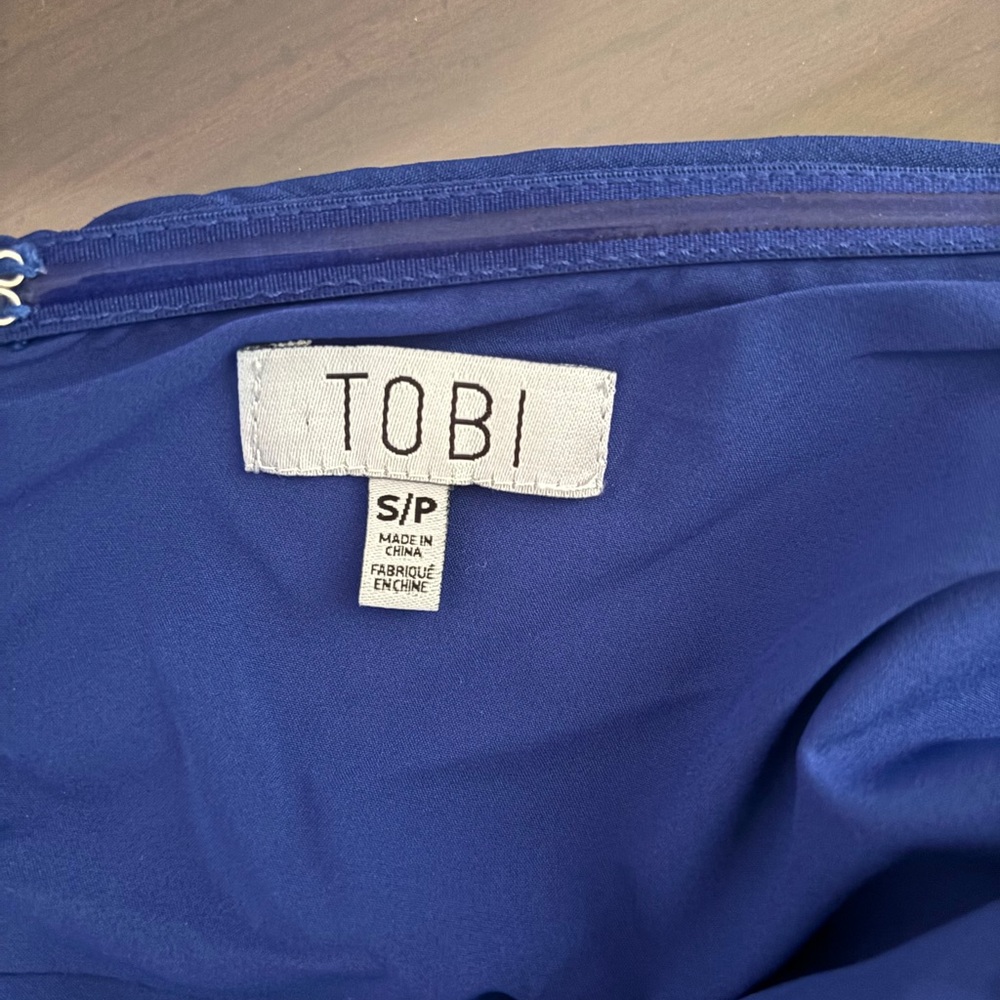 TOBI
S/P
MADE IN
CHINA
FABRIQUÉ
EN CHINE